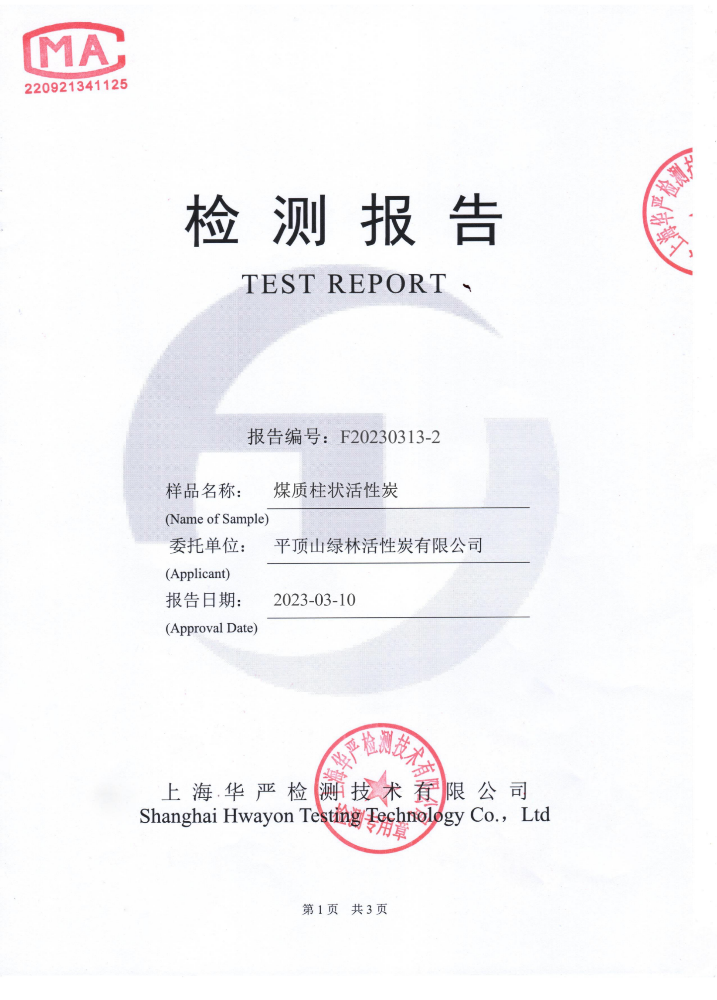 MA
220921341125
上海华严检测技
检测报告
TEST REPORT
报告编号：F20230313-2
样品名称： 煤质柱状活性炭
(Name of Sample)
委托单位： 平顶山绿林活性炭有限公司
(Applicant)
报告日期： 2023-03-10
(Approval Date)
上海华严检测技术有限公司
检测专用章
上海华严检测技术有限公司
Shanghai Hwayon Testing Technology Co.，Ltd
第1页 共3页